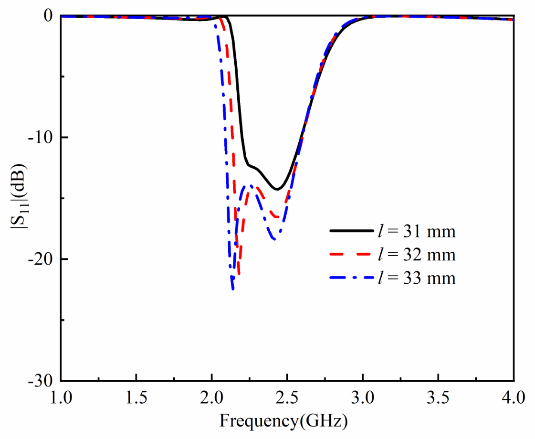 0
-10
-20
-30
|S₁₁|(dB)
l = 31 mm
l = 32 mm
l = 33 mm
1.0 1.5 2.0 2.5 3.0 3.5 4.0
Frequency(GHz)